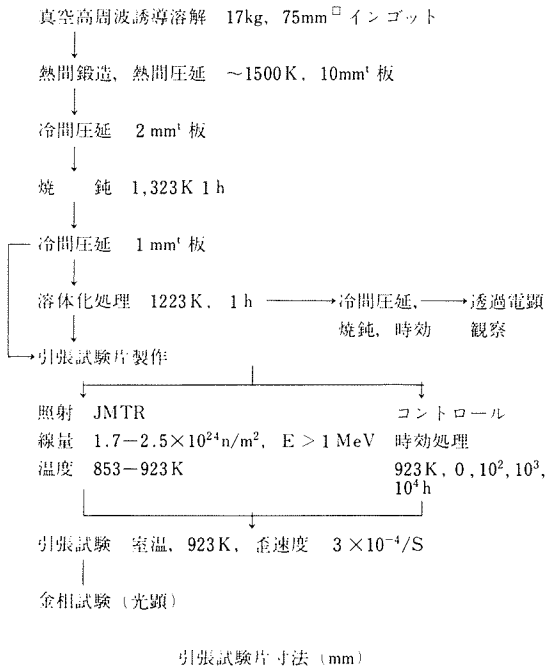 真空高周波誘導溶解 17kg, 75mm□ インゴット
熱間鍛造, 熱間圧延 ～1500K, 10mmᵗ 板
冷間圧延 2mmᵗ 板
焼 鈍 1,323K 1h
冷間圧延 1mmᵗ 板
溶体化処理 1223K, 1h
冷間圧延,
焼鈍, 時効
透過電顕
観察
引張試験片製作
照射 JMTR
線量 1.7−2.5×10²⁴n/m², E > 1 MeV
温度 853−923K
コントロール
時効処理
923K, 0, 10², 10³,
10⁴h
引張試験 室温, 923K, 歪速度 3×10⁻⁴/S
金相試験 (光顕)
引張試験片寸法 (mm)